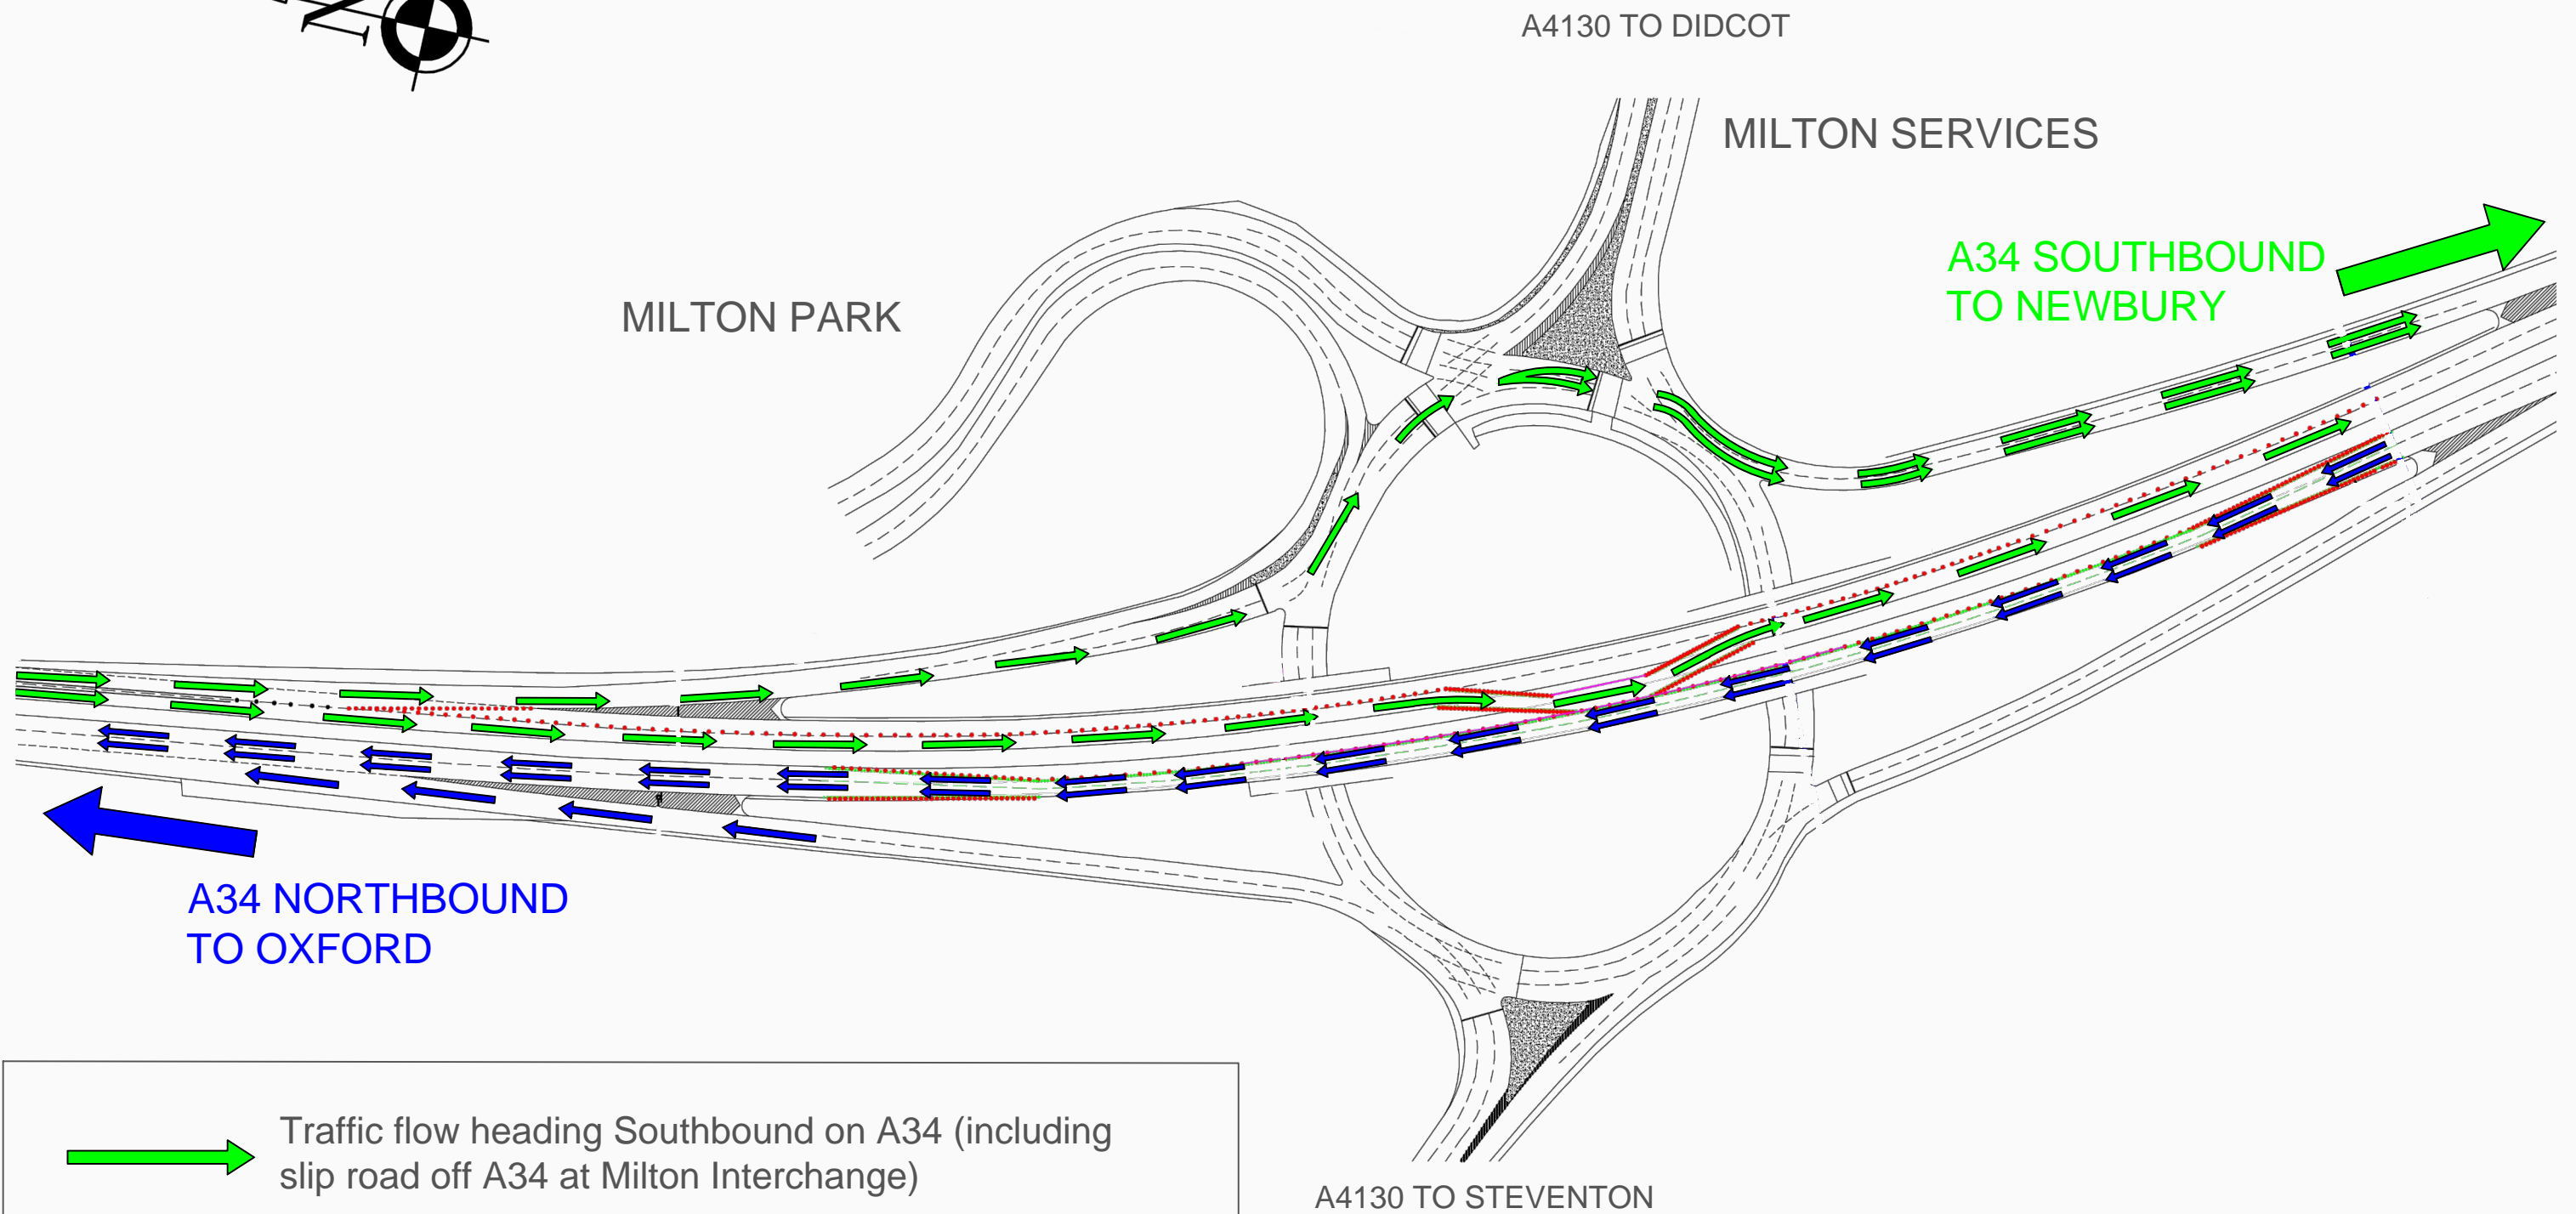 N
A4130 TO DIDCOT
MILTON SERVICES
A34 SOUTHBOUND
TO NEWBURY
MILTON PARK
A34 NORTHBOUND
TO OXFORD
Traffic flow heading Southbound on A34 (including
slip road off A34 at Milton Interchange)
A4130 TO STEVENTON